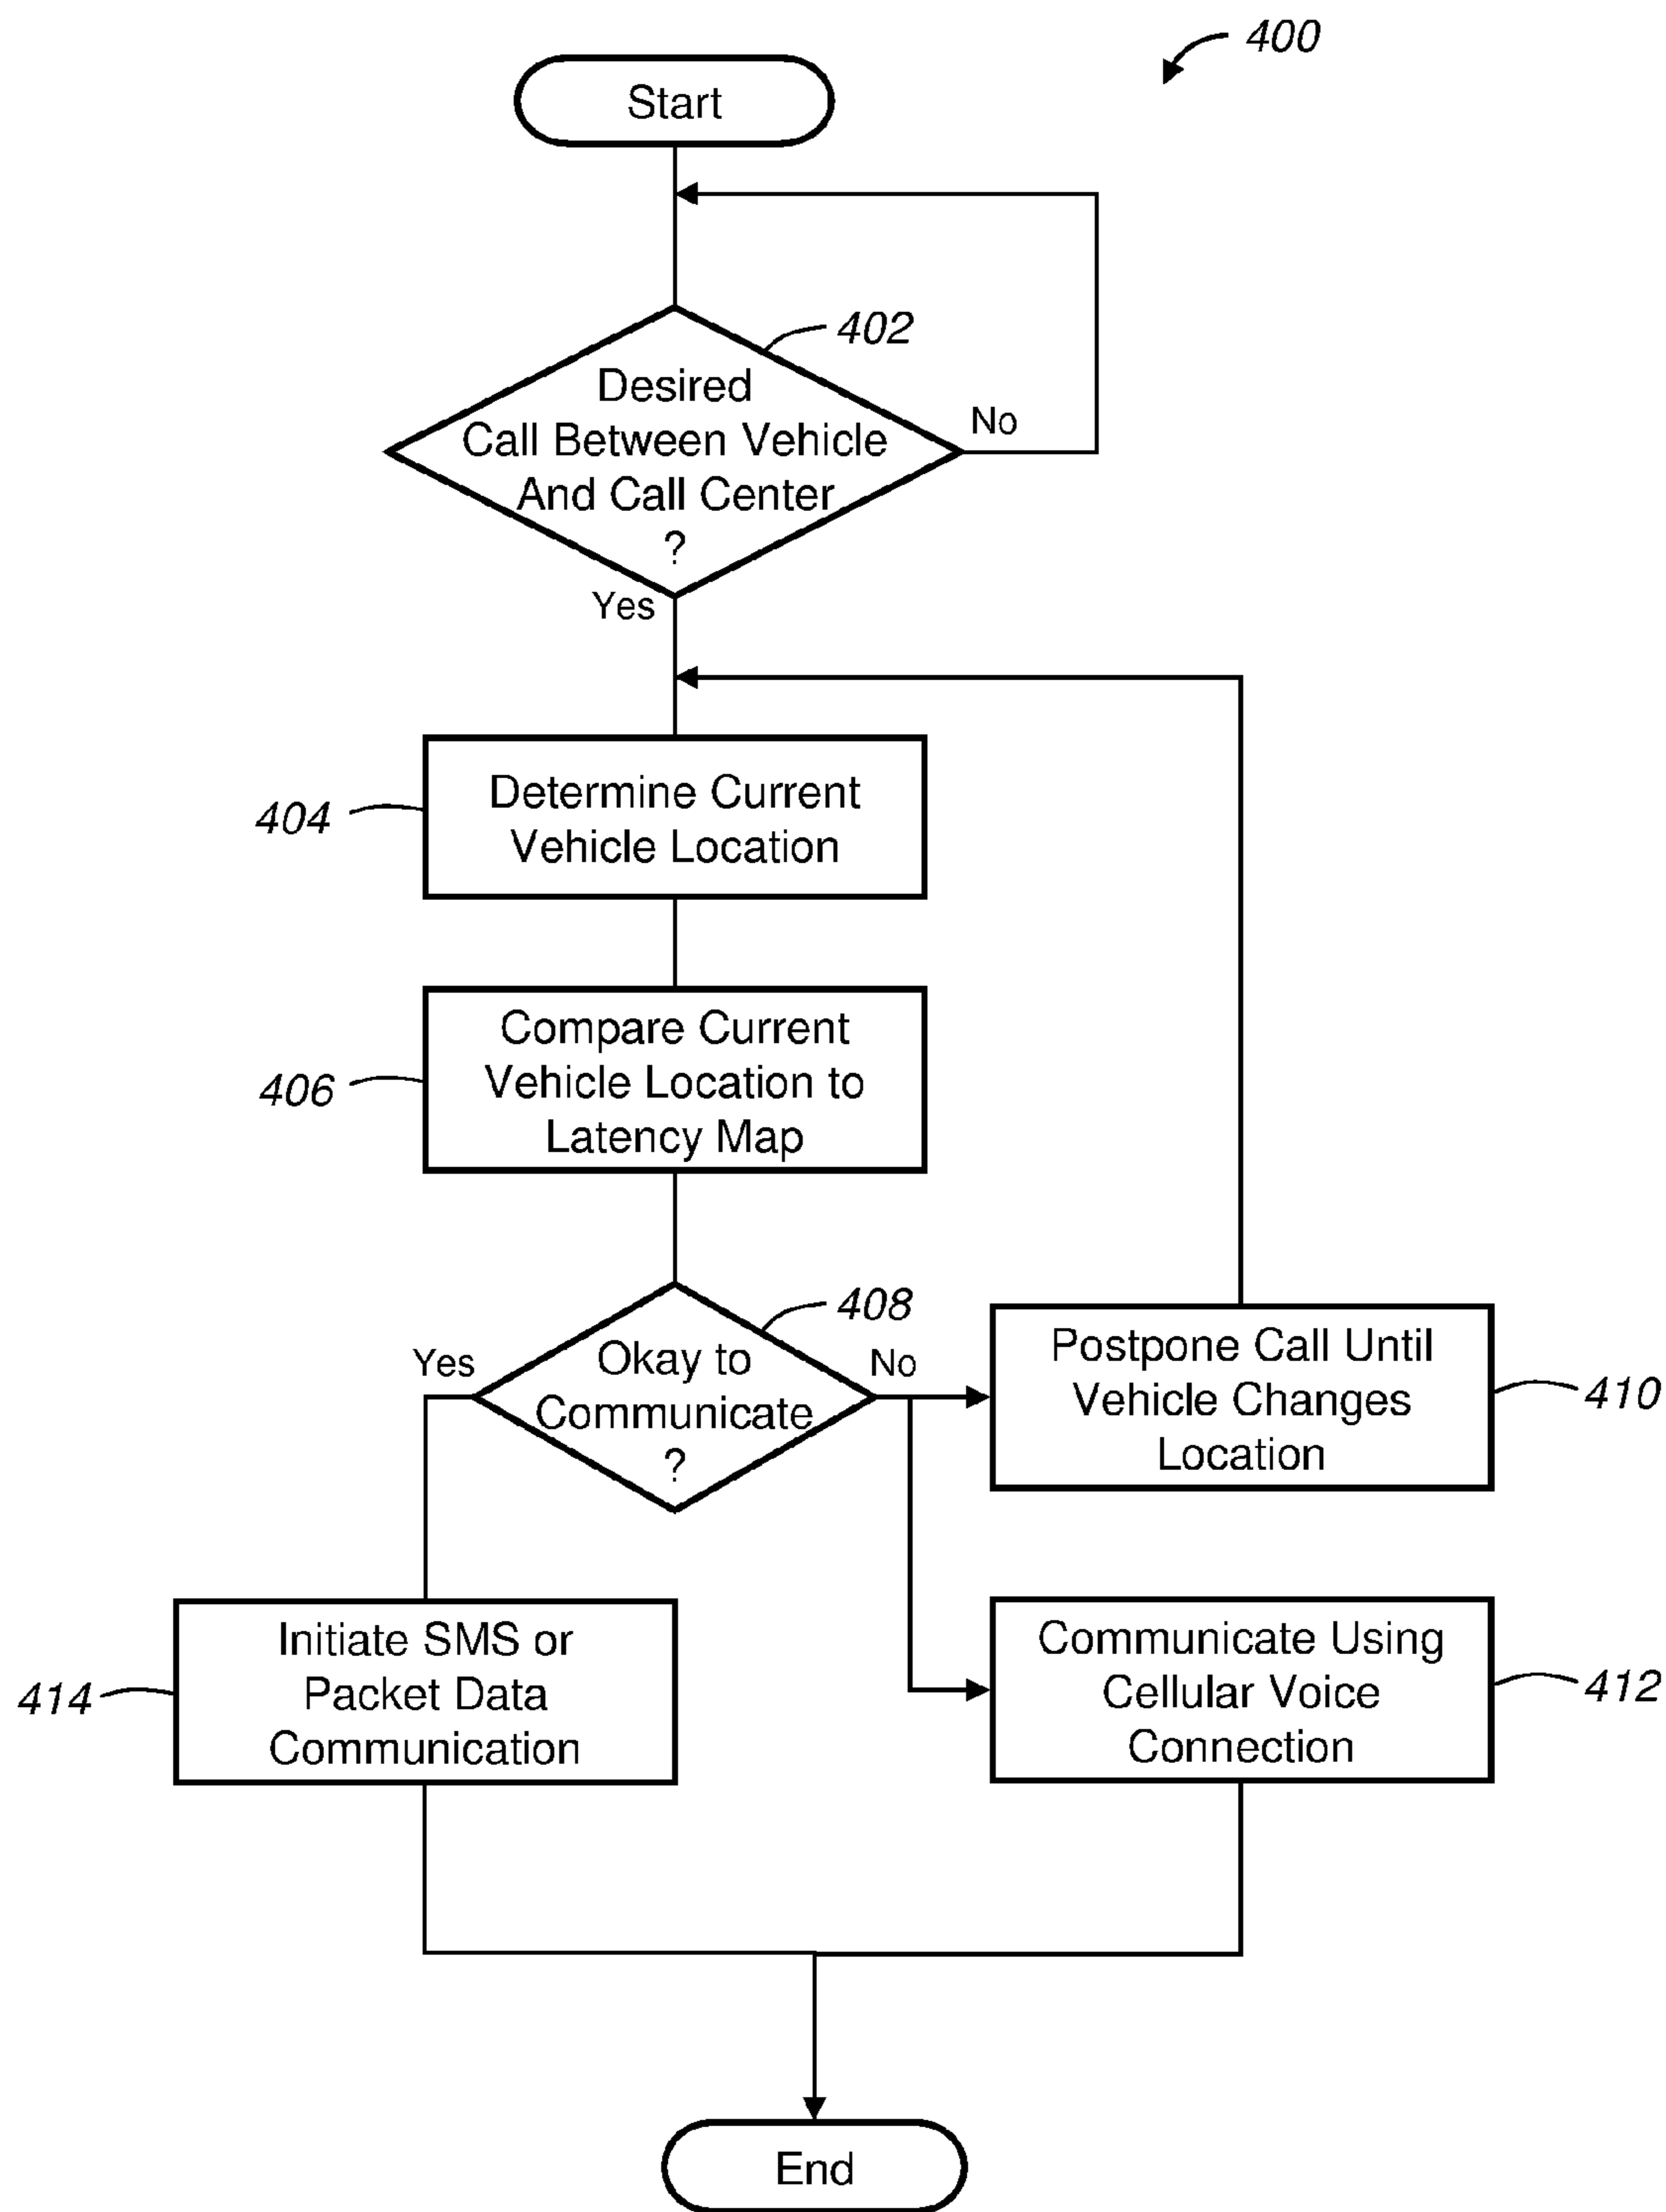 400
Start
402
Desired
Call Between Vehicle
And Call Center
?
No
Yes
404
Determine Current
Vehicle Location
406
Compare Current
Vehicle Location to
Latency Map
408
Okay to
Communicate
?
Yes
No
Postpone Call Until
Vehicle Changes
Location
410
414
Initiate SMS or
Packet Data
Communication
Communicate Using
Cellular Voice
Connection
412
End